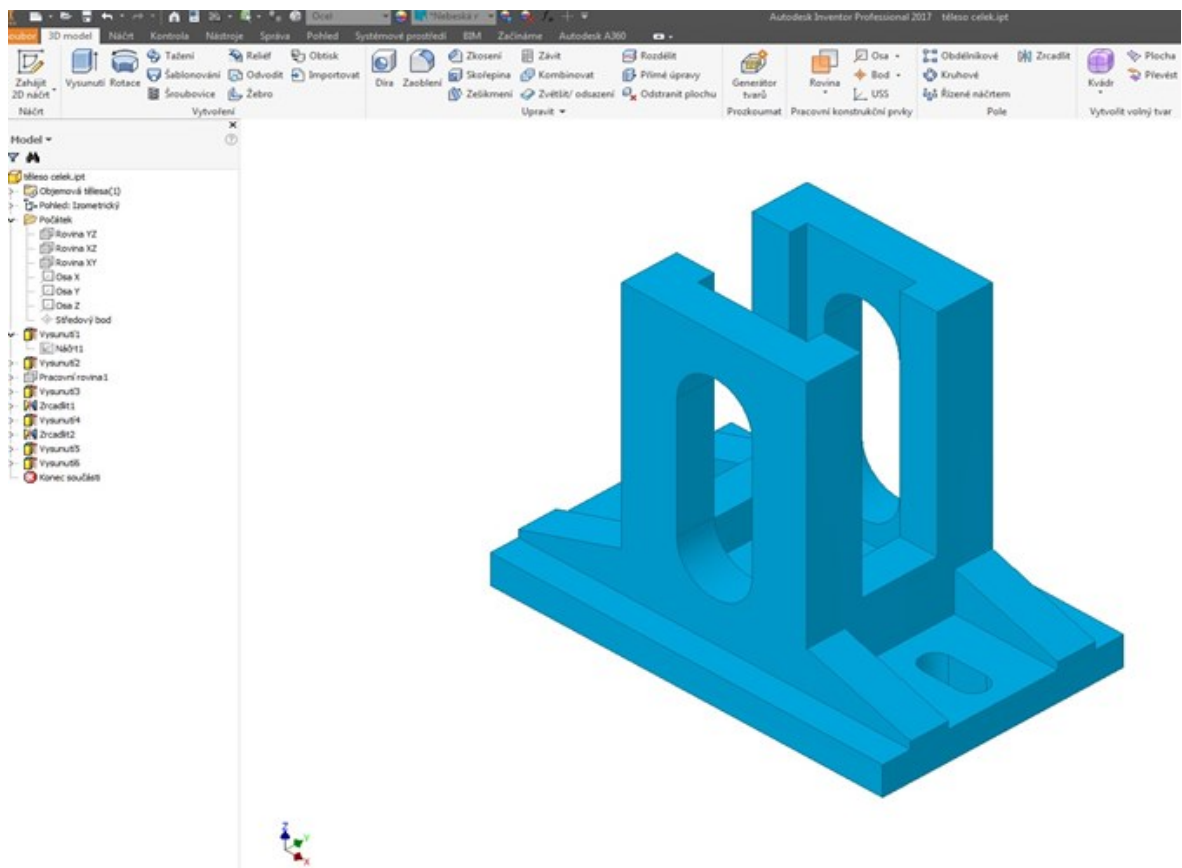 Ocel *Nebeská r Autodesk Inventor Professional 2017 těleso celek.ipt
oubor 3D model Náčrt Kontrola Nástroje Správa Pohled Systémové prostředí BIM Začínáme Autodesk A360
Zahájit 2D náčrt
Náčrt
Vysunutí Rotace
Tažení Reliéf Obtisk
Šablonování Odvodit Importovat
Šroubovice Žebro
Vytvoření
Díra Zaoblení
Zkosení Závit Rozdělit
Skořepina Kombinovat Přímé úpravy
Zešikmení Zvětšit/ odsazení Odstranit plochu
Upravit
Generátor tvarů
Prozkoumat
Rovina
Osa
Bod
USS
Pracovní konstrukční prvky
Obdélníkové Zrcadlit
Kruhové
Řízené náčrtem
Pole
Kvádr
Plocha
Převést
Vytvořit volný tvar
Model
těleso celek.ipt
Objemová tělesa(1)
Pohled: Izometrický
Počátek
Rovina YZ
Rovina XZ
Rovina XY
Osa X
Osa Y
Osa Z
Středový bod
Vysunutí1
Náčrt1
Vysunutí2
Pracovní rovina1
Vysunutí3
Zrcadlit1
Vysunutí4
Zrcadlit2
Vysunutí5
Vysunutí6
Konec součásti
Z
Y
X